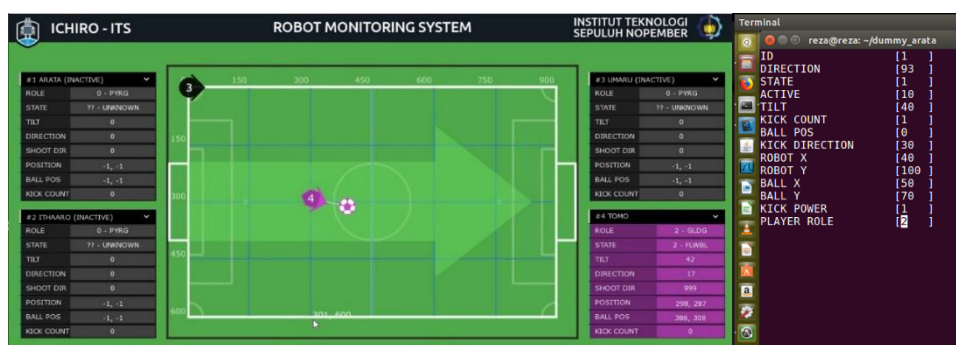 ICHIRO - ITS
ROBOT MONITORING SYSTEM
INSTITUT TEKNOLOGI
SEPULUH NOPEMBER
#1 ARATA (INACTIVE)
ROLE 0 - PYRG
STATE ?? - UNKNOWN
TILT 0
DIRECTION 0
SHOOT DIR 0
POSITION -1, -1
BALL POS -1, -1
KICK COUNT 0
#2 ITHAARO (INACTIVE)
ROLE 0 - PYRG
STATE ?? - UNKNOWN
TILT 0
DIRECTION 0
SHOOT DIR 0
POSITION -1, -1
BALL POS -1, -1
KICK COUNT 0
150 300 450 600 750 900
3
150
300
4
450
600
301, 600
#3 UMARU (INACTIVE)
ROLE 0 - PYRG
STATE ?? - UNKNOWN
TILT 0
DIRECTION 0
SHOOT DIR 0
POSITION -1, -1
BALL POS -1, -1
KICK COUNT 0
#4 TOMO
ROLE 2 - GLDG
STATE 2 - FLWBL
TILT 42
DIRECTION 17
SHOOT DIR 999
POSITION 298, 287
BALL POS 386, 308
KICK COUNT 0
Terminal
reza@reza: ~/dummy_arata
ID [1 ]
DIRECTION [93 ]
STATE [1 ]
ACTIVE [10 ]
TILT [40 ]
KICK COUNT [1 ]
BALL POS [0 ]
KICK DIRECTION [30 ]
ROBOT X [40 ]
ROBOT Y [100 ]
BALL X [50 ]
BALL Y [70 ]
KICK POWER [1 ]
PLAYER ROLE [2 ]